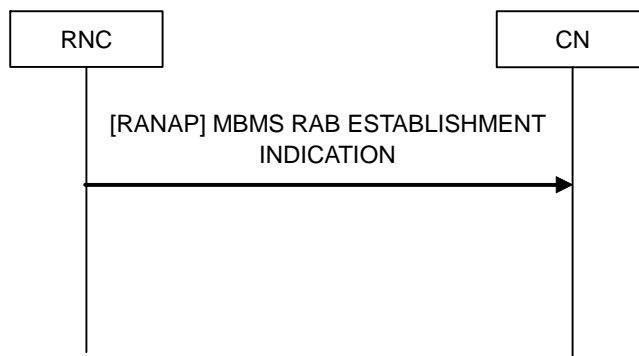 RNC
CN
[RANAP] MBMS RAB ESTABLISHMENT
INDICATION